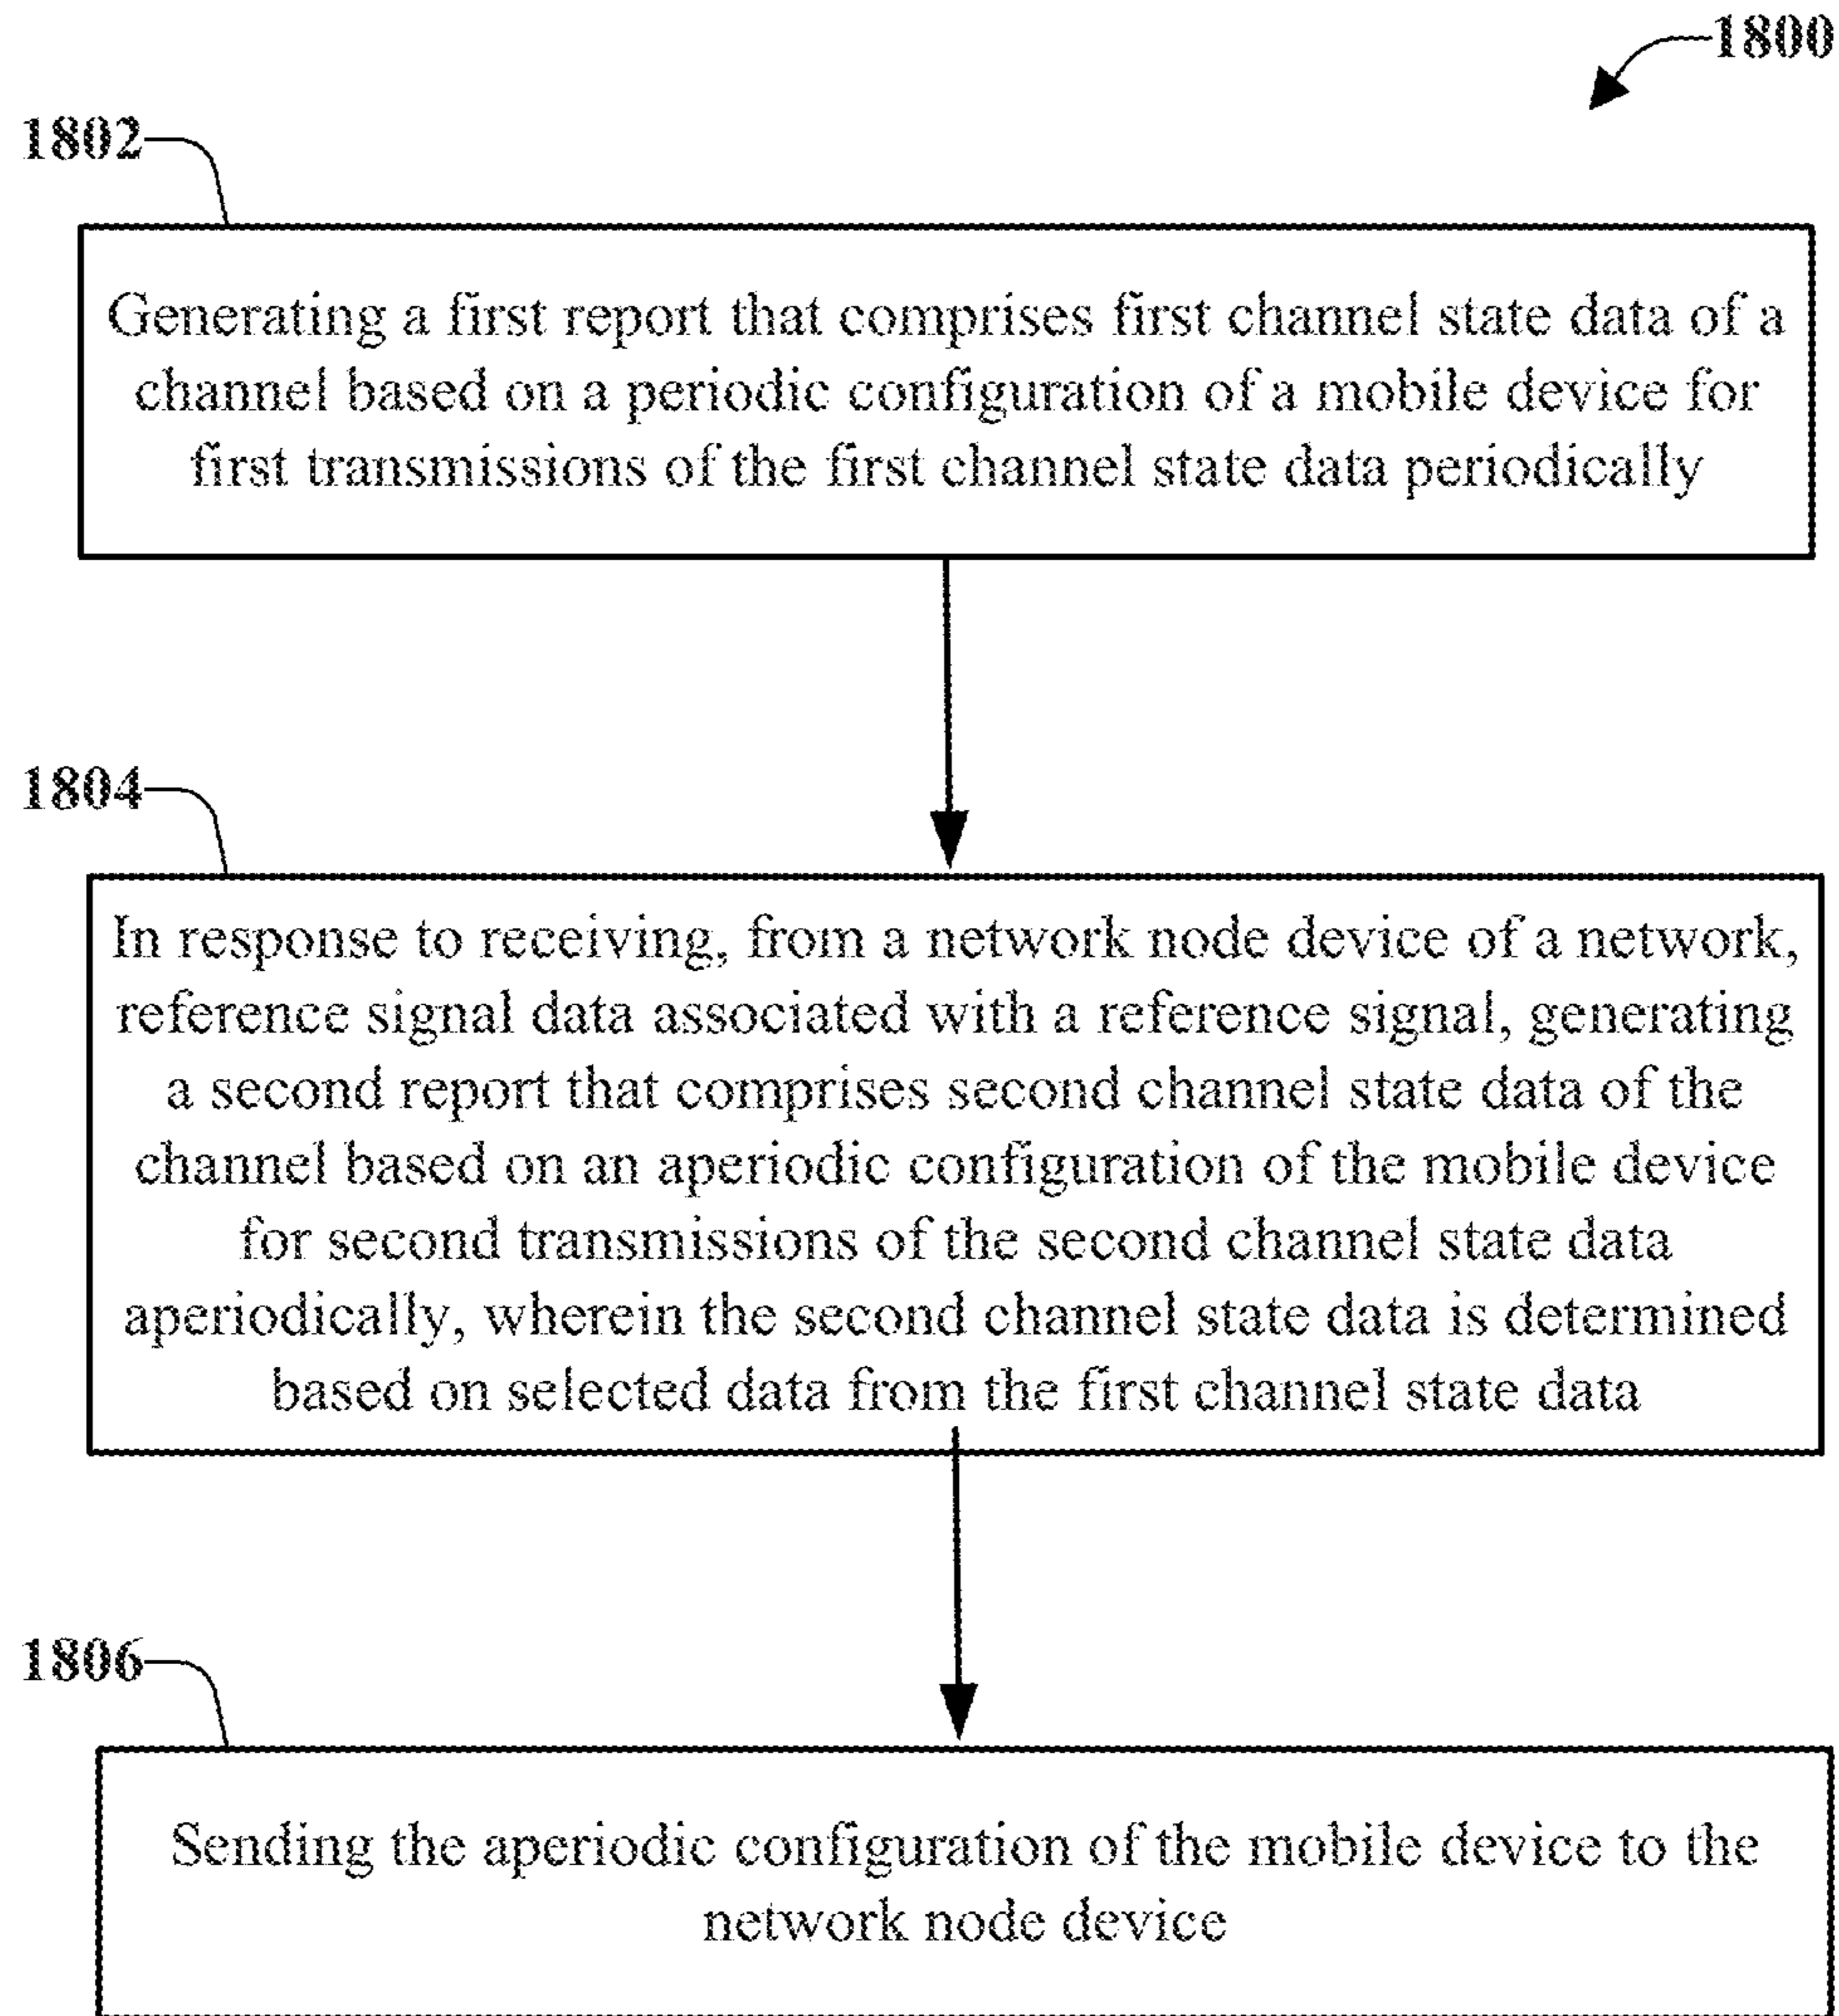 1800
1802
Generating a first report that comprises first channel state data of a
channel based on a periodic configuration of a mobile device for
first transmissions of the first channel state data periodically
1804
In response to receiving, from a network node device of a network,
reference signal data associated with a reference signal, generating
a second report that comprises second channel state data of the
channel based on an aperiodic configuration of the mobile device
for second transmissions of the second channel state data
aperiodically, wherein the second channel state data is determined
based on selected data from the first channel state data
1806
Sending the aperiodic configuration of the mobile device to the
network node device